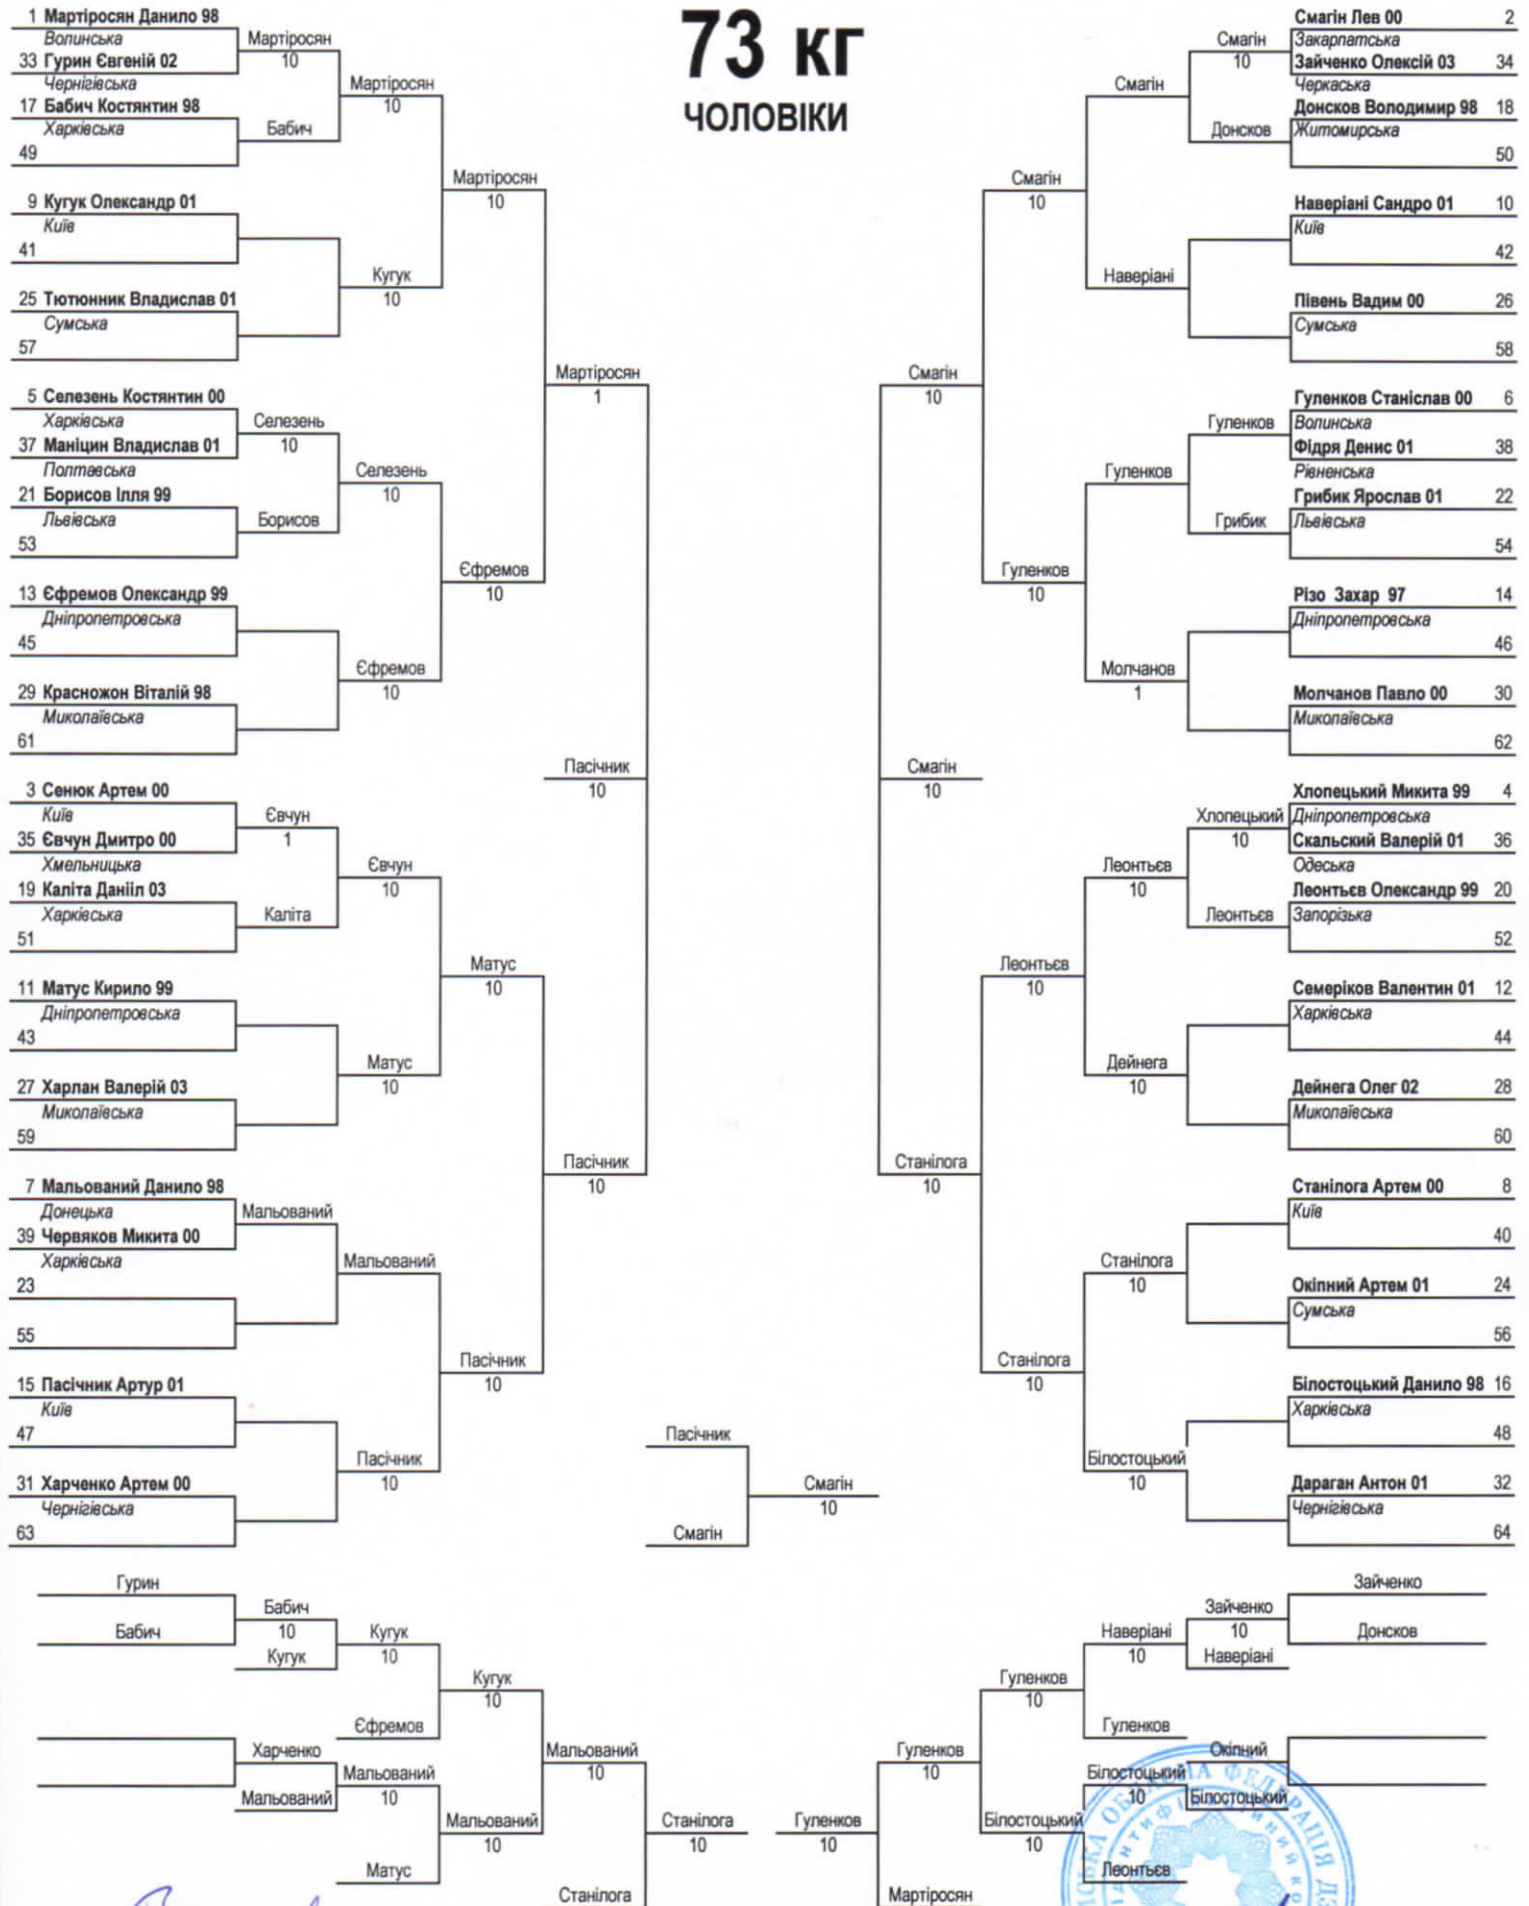 73 кг
ЧОЛОВІКИ
1 Мартіросян Данило 98
Волинська
33 Гурин Євгеній 02
Чернігівська
17 Бабич Костянтин 98
Харківська
49
9 Кугук Олександр 01
Київ
41
25 Тютюнник Владислав 01
Сумська
57
5 Селезень Костянтин 00
Харківська
37 Маніцин Владислав 01
Полтавська
21 Борисов Ілля 99
Львівська
53
13 Єфремов Олександр 99
Дніпропетровська
45
29 Красножон Віталій 98
Миколаївська
61
3 Сенюк Артем 00
Київ
35 Євчун Дмитро 00
Хмельницька
19 Каліта Данііл 03
Харківська
51
11 Матус Кирило 99
Дніпропетровська
43
27 Харлан Валерій 03
Миколаївська
59
7 Мальований Данило 98
Донецька
39 Червяков Микита 00
Харківська
23
55
15 Пасічник Артур 01
Київ
47
31 Харченко Артем 00
Чернігівська
63
Мартіросян
10
Бабич
Селезень
10
Борисов
Євчун
1
Каліта
Мальований
Мартіросян
10
Кугук
10
Селезень
10
Єфремов
10
Євчун
10
Матус
10
Мальований
Пасічник
10
Мартіросян
10
Єфремов
10
Матус
10
Пасічник
10
Мартіросян
1
Пасічник
10
Пасічник
10
Смагін Лев 00 2
Закарпатська
Зайченко Олексій 03 34
Черкаська
Донсков Володимир 98 18
Житомирська
50
Наверіані Сандро 01 10
Київ
42
Півень Вадим 00 26
Сумська
58
Гуленков Станіслав 00 6
Волинська
Фідря Денис 01 38
Рівненська
Грибик Ярослав 01 22
Львівська
54
Різо Захар 97 14
Дніпропетровська
46
Молчанов Павло 00 30
Миколаївська
62
Хлопецький Микита 99 4
Дніпропетровська
Скальский Валерій 01 36
Одеська
Леонтьєв Олександр 99 20
Запорізька
52
Семеріков Валентин 01 12
Харківська
44
Дейнега Олег 02 28
Миколаївська
60
Станілога Артем 00 8
Київ
40
Окіпний Артем 01 24
Сумська
56
Білостоцький Данило 98 16
Харківська
48
Дараган Антон 01 32
Чернігівська
64
Смагін
10
Донсков
Гуленков
Грибик
Хлопецький
10
Леонтьєв
Смагін
Наверіані
Гуленков
Молчанов
1
Леонтьєв
10
Дейнега
10
Станілога
10
Білостоцький
10
Смагін
10
Гуленков
10
Леонтьєв
10
Станілога
10
Смагін
10
Станілога
10
Смагін
10
Пасічник
Смагін
Смагін
10
Гурин
Бабич
Бабич
10
Кугук
Кугук
10
Кугук
10
Єфремов
Харченко
Мальований
Мальований
10
Мальований
10
Матус
Мальований
10
Станілога
10
Станілога
Зайченко
Донсков
Зайченко
10
Наверіані
Наверіані
10
Гуленков
10
Гуленков
Окіпний
Білостоцький
Білостоцький
10
Білостоцький
10
Леонтьєв
Гуленков
10
Гуленков
10
Мартіросян
ФЕДЕРАЦІЯ